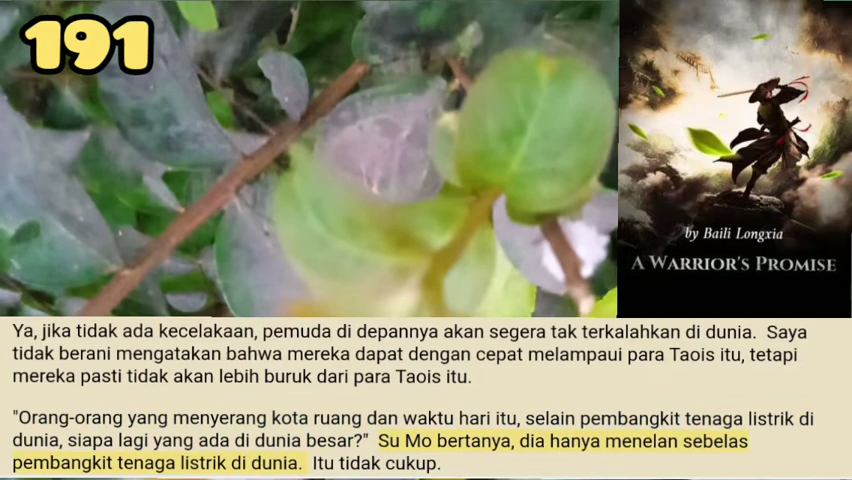 191
by Baili Longxia
A Warrior's Promise
Ya, jika tidak ada kecelakaan, pemuda di depannya akan segera tak terkalahkan di dunia. Saya
tidak berani mengatakan bahwa mereka dapat dengan cepat melampaui para Taois itu, tetapi
mereka pasti tidak akan lebih buruk dari para Taois itu.
"Orang-orang yang menyerang kota ruang dan waktu hari itu, selain pembangkit tenaga listrik di
dunia, siapa lagi yang ada di dunia besar?" Su Mo bertanya, dia hanya menelan sebelas
pembangkit tenaga listrik di dunia. Itu tidak cukup.